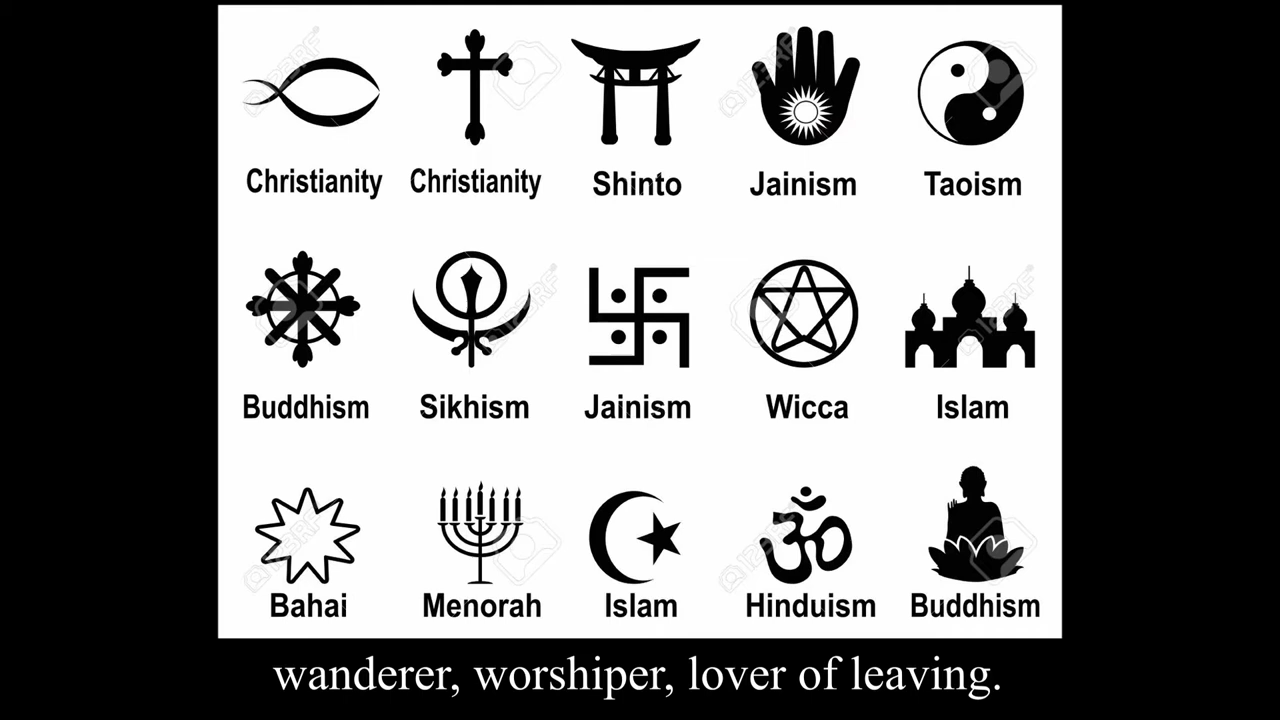 Christianity Christianity Shinto Jainism Taoism
Buddhism Sikhism Jainism Wicca Islam
Bahai Menorah Islam Hinduism Buddhism
wanderer, worshiper, lover of leaving.